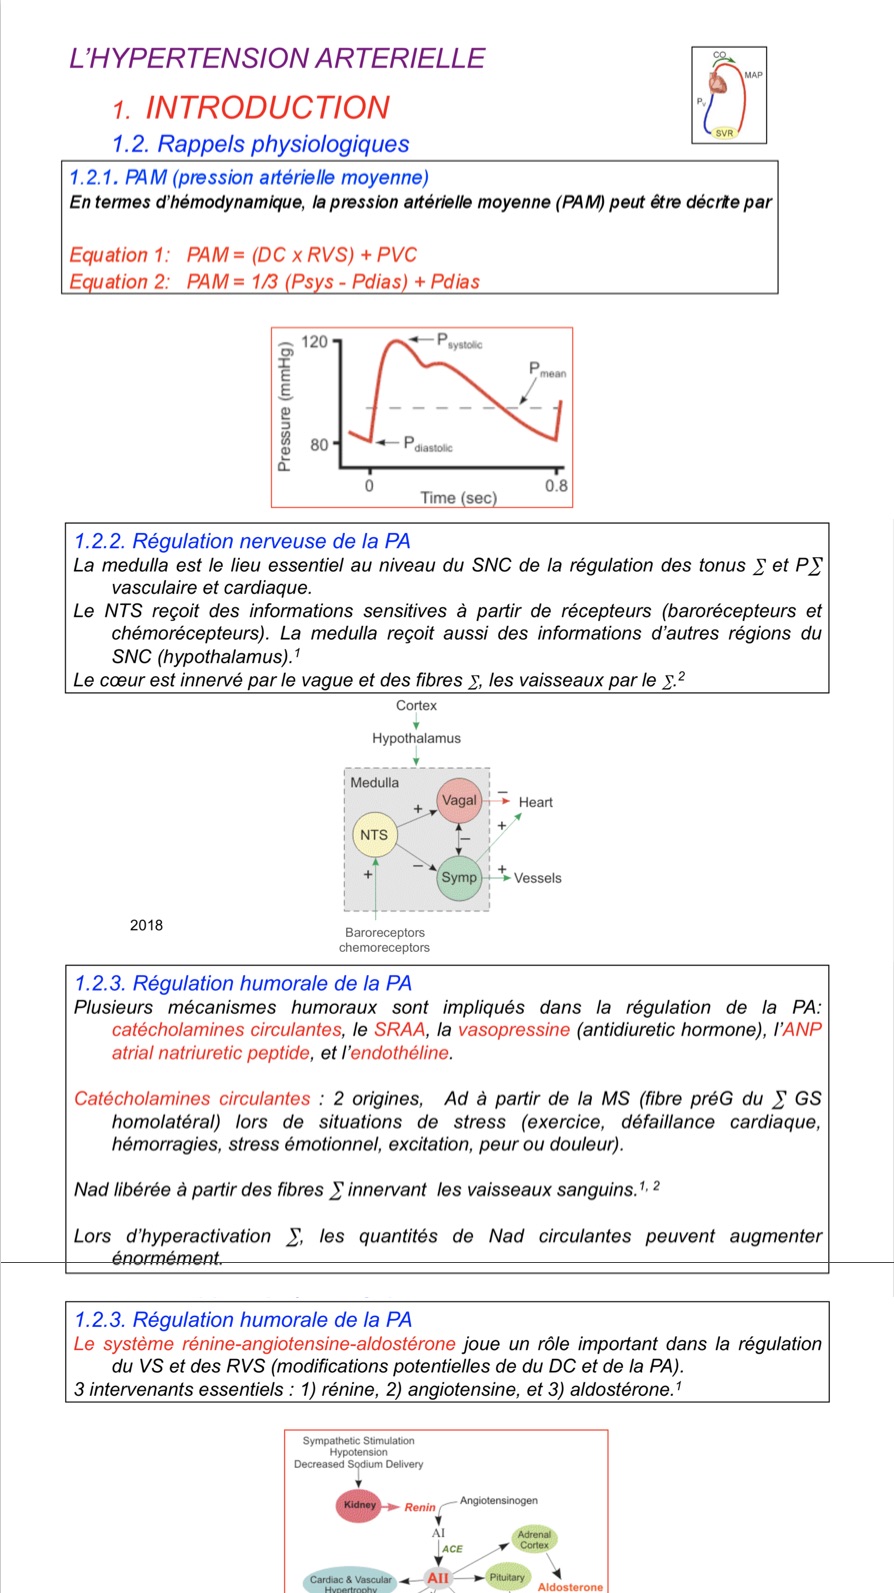 L'HYPERTENSION ARTERIELLE
1. INTRODUCTION
1.2. Rappels physiologiques
CO
MAP
Pv
SVR
1.2.1. PAM (pression artérielle moyenne)
En termes d'hémodynamique, la pression artérielle moyenne (PAM) peut être décrite par
Equation 1: PAM = (DC x RVS) + PVC
Equation 2: PAM = 1/3 (Psys - Pdias) + Pdias
Pressure (mmHg)
120
80
P systolic
P mean
P diastolic
0
0.8
Time (sec)
1.2.2. Régulation nerveuse de la PA
La medulla est le lieu essentiel au niveau du SNC de la régulation des tonus ∑ et P∑
vasculaire et cardiaque.
Le NTS reçoit des informations sensitives à partir de récepteurs (barorécepteurs et
chémorécepteurs). La medulla reçoit aussi des informations d'autres régions du
SNC (hypothalamus).1
Le cœur est innervé par le vague et des fibres ∑, les vaisseaux par le ∑.2
Cortex
Hypothalamus
Medulla
Vagal
−
Heart
+
NTS
−
+
−
Symp
+
Vessels
+
2018
Baroreceptors
chemoreceptors
1.2.3. Régulation humorale de la PA
Plusieurs mécanismes humoraux sont impliqués dans la régulation de la PA:
catécholamines circulantes, le SRAA, la vasopressine (antidiuretic hormone), l'ANP
atrial natriuretic peptide, et l'endothéline.
Catécholamines circulantes : 2 origines, Ad à partir de la MS (fibre préG du ∑ GS
homolatéral) lors de situations de stress (exercice, défaillance cardiaque,
hémorragies, stress émotionnel, excitation, peur ou douleur).
Nad libérée à partir des fibres ∑ innervant les vaisseaux sanguins.1, 2
Lors d'hyperactivation ∑, les quantités de Nad circulantes peuvent augmenter
énormément.
1.2.3. Régulation humorale de la PA
Le système rénine-angiotensine-aldostérone joue un rôle important dans la régulation
du VS et des RVS (modifications potentielles de du DC et de la PA).
3 intervenants essentiels : 1) rénine, 2) angiotensine, et 3) aldostérone.1
Sympathetic Stimulation
Hypotension
Decreased Sodium Delivery
Kidney
Renin
Angiotensinogen
AI
ACE
Adrenal
Cortex
AII
Pituitary
Cardiac & Vascular
Hypertrophy
Aldosterone